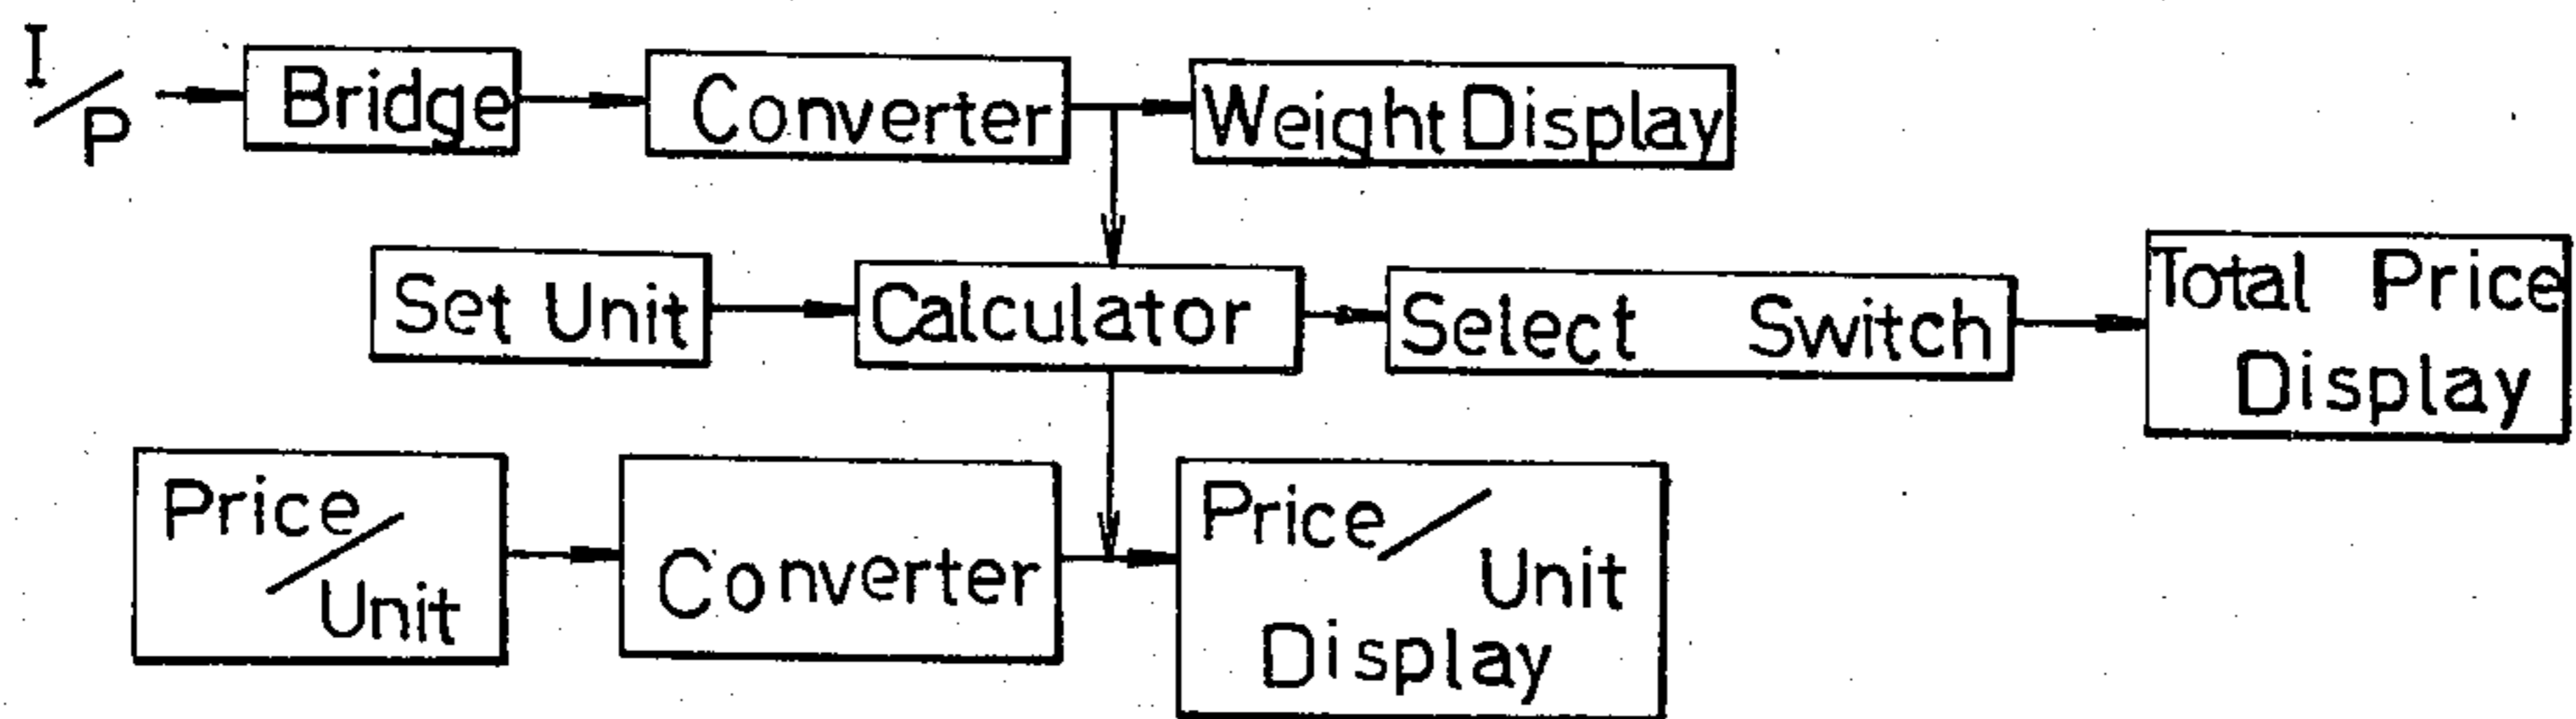 I/P
Bridge
Converter
Weight Display
Set Unit
Calculator
Select Switch
Total Price
Display
Price/
Unit
Converter
Price/
Unit
Display